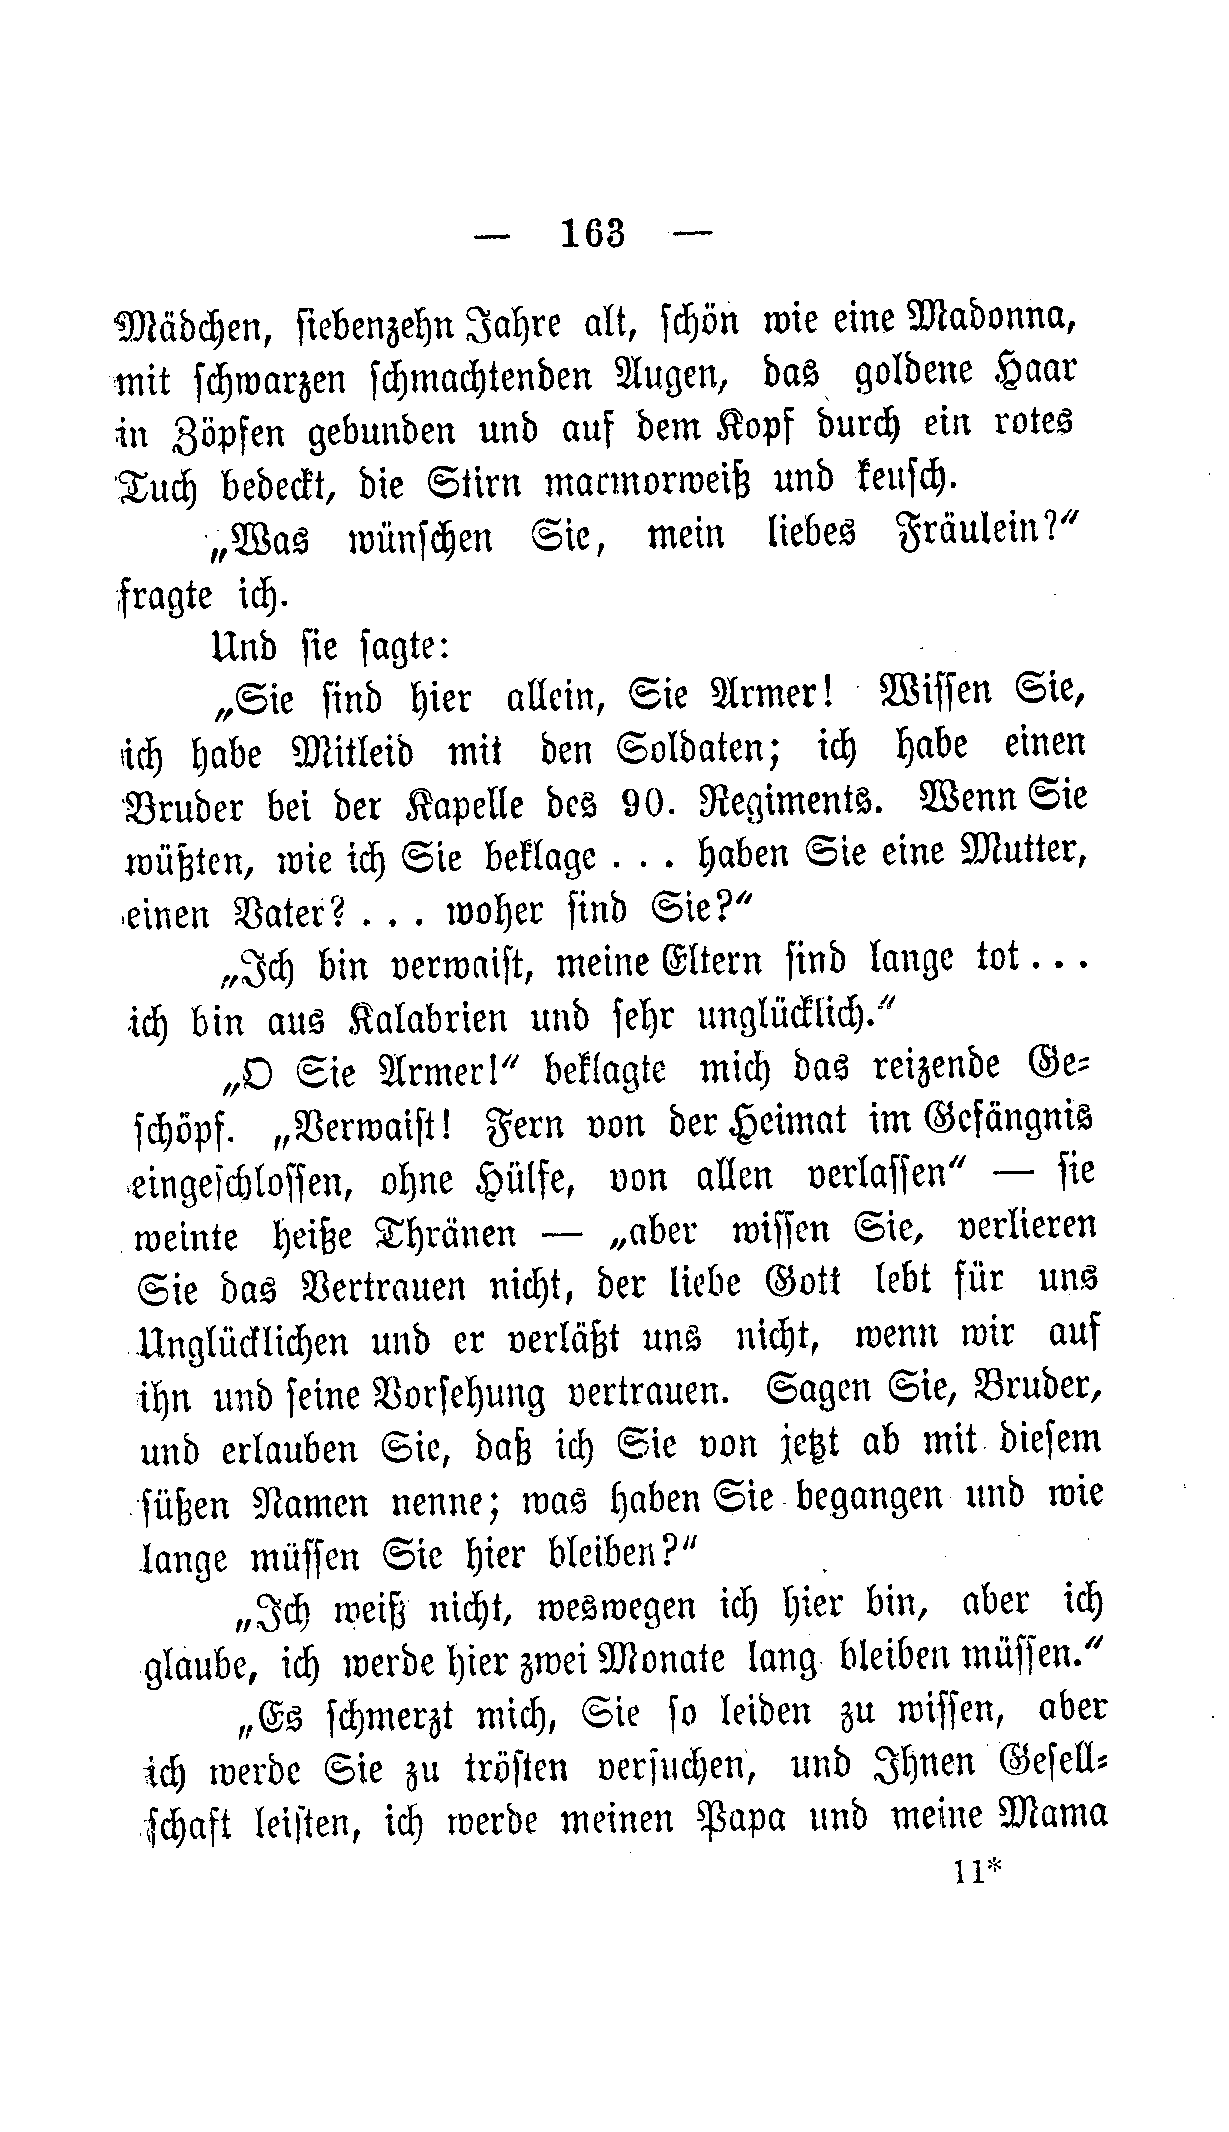 — 163 —
Mädchen, siebenzehn Jahre alt, schön wie eine Madonna,
mit schwarzen schmachtenden Augen, das goldene Haar
in Zöpfen gebunden und auf dem Kopf durch ein rotes
Tuch bedeckt, die Stirn marmorweiß und keusch.
„Was wünschen Sie, mein liebes Fräulein?“
fragte ich.
Und sie sagte:
„Sie sind hier allein, Sie Armer! Wissen Sie,
ich habe Mitleid mit den Soldaten; ich habe einen
Bruder bei der Kapelle des 90. Regiments. Wenn Sie
wüßten, wie ich Sie beklage . . . haben Sie eine Mutter,
einen Vater? . . . woher sind Sie?“
„Ich bin verwaist, meine Eltern sind lange tot . . .
ich bin aus Kalabrien und sehr unglücklich.“
„O Sie Armer!“ beklagte mich das reizende Ge-
schöpf. „Verwaist! Fern von der Heimat im Gefängnis
eingeschlossen, ohne Hülfe, von allen verlassen“ — sie
weinte heiße Thränen — „aber wissen Sie, verlieren
Sie das Vertrauen nicht, der liebe Gott lebt für uns
Unglücklichen und er verläßt uns nicht, wenn wir auf
ihn und seine Vorsehung vertrauen. Sagen Sie, Bruder,
und erlauben Sie, daß ich Sie von jetzt ab mit diesem
süßen Namen nenne; was haben Sie begangen und wie
lange müssen Sie hier bleiben?“
„Ich weiß nicht, weswegen ich hier bin, aber ich
glaube, ich werde hier zwei Monate lang bleiben müssen.“
„Es schmerzt mich, Sie so leiden zu wissen, aber
ich werde Sie zu trösten versuchen, und Ihnen Gesell-
schaft leisten, ich werde meinen Papa und meine Mama
11*